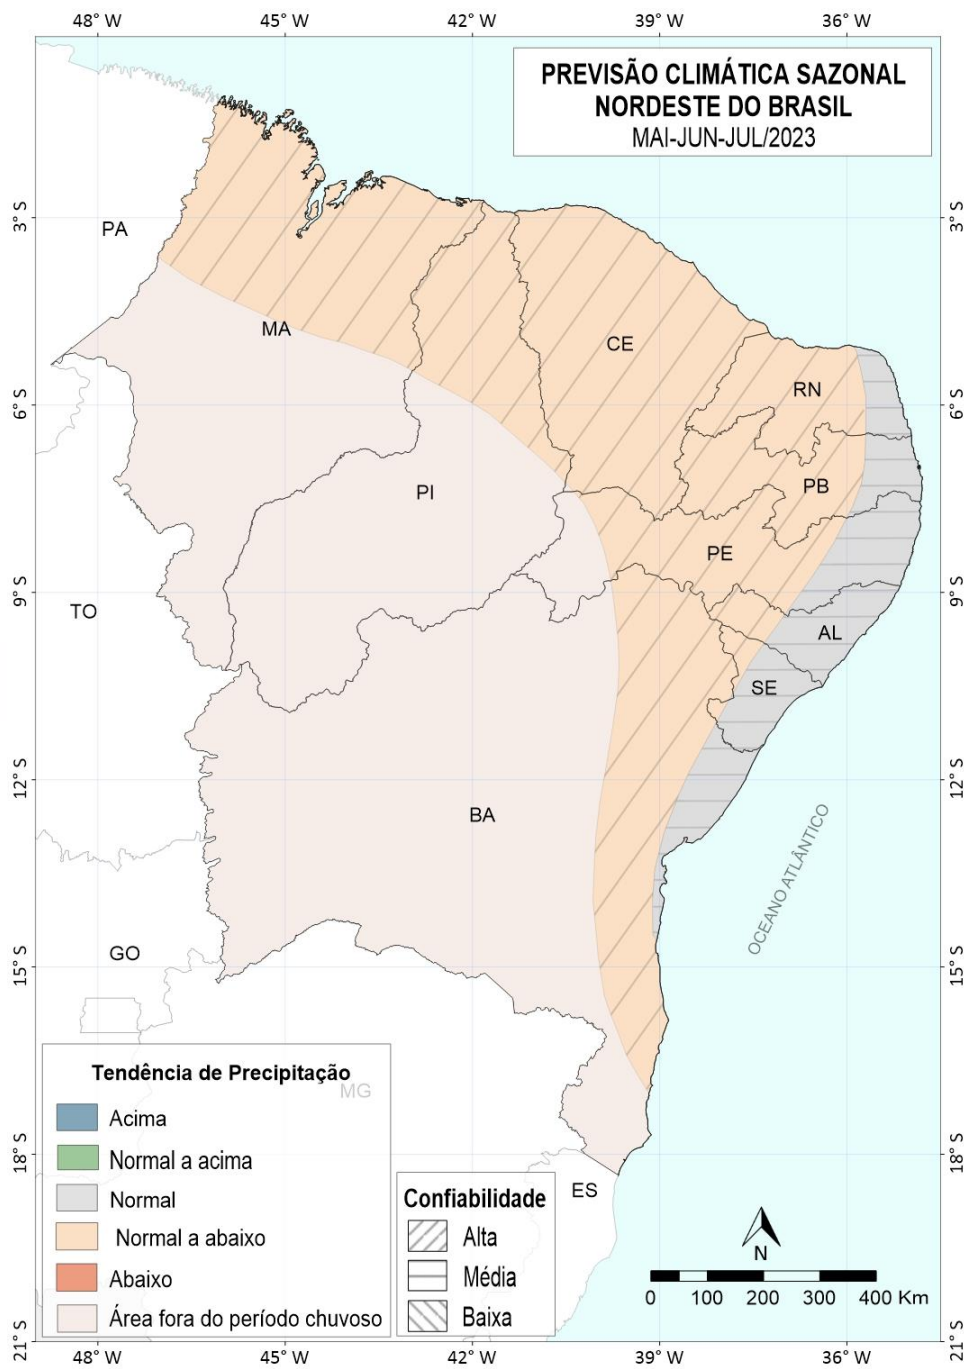 48° W
45° W
42° W
39° W
36° W
PREVISÃO CLIMÁTICA SAZONAL
NORDESTE DO BRASIL
MAI-JUN-JUL/2023
3° S
3° S
PA
MA
CE
RN
6° S
6° S
PI
PB
PE
9° S
9° S
TO
AL
SE
12° S
12° S
BA
OCEANO ATLÂNTICO
GO
15° S
15° S
Tendência de Precipitação
MG
Acima
Normal a acima
Normal
Normal a abaixo
Abaixo
Área fora do período chuvoso
18° S
18° S
ES
Confiabilidade
Alta
Média
Baixa
N
0 100 200 300 400 Km
21° S
21° S
48° W
45° W
42° W
39° W
36° W